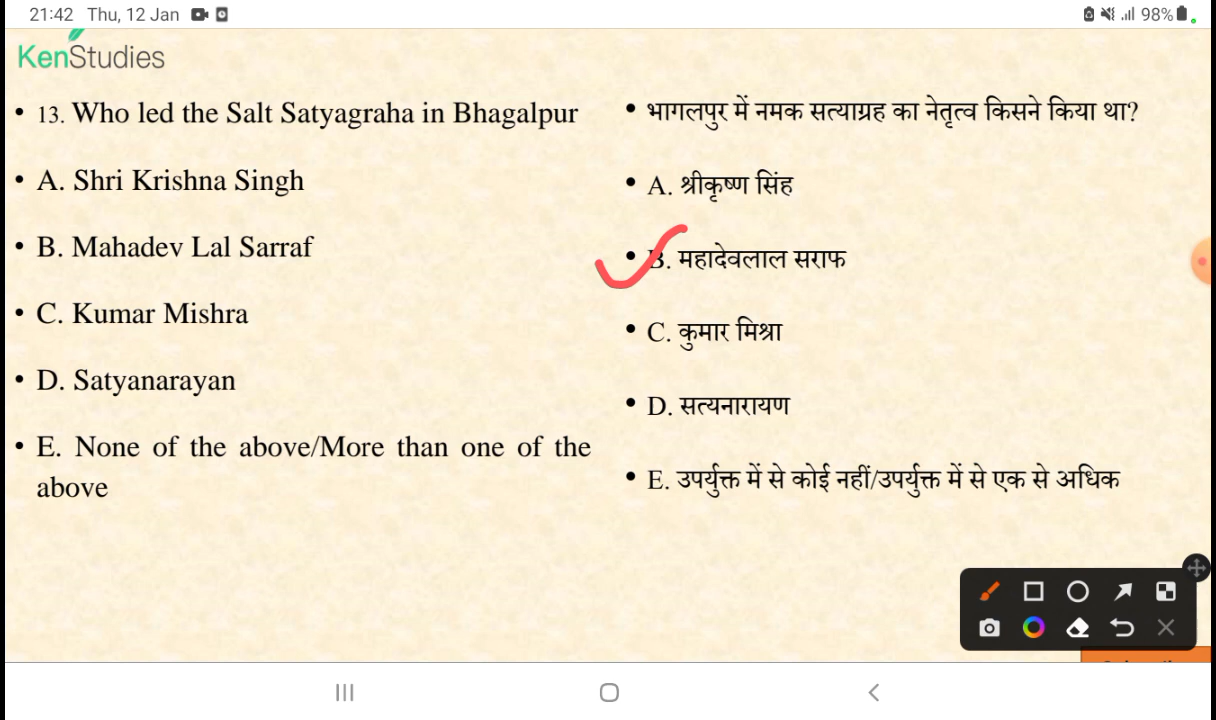 21:42 Thu, 12 Jan
98%
KenStudies
• 13. Who led the Salt Satyagraha in Bhagalpur
• A. Shri Krishna Singh
• B. Mahadev Lal Sarraf
• C. Kumar Mishra
• D. Satyanarayan
• E. None of the above/More than one of the
above
• भागलपुर में नमक सत्याग्रह का नेतृत्व किसने किया था?
• A. श्रीकृष्ण सिंह
• B. महादेवलाल सराफ
• C. कुमार मिश्रा
• D. सत्यनारायण
• E. उपर्युक्त में से कोई नहीं/उपर्युक्त में से एक से अधिक